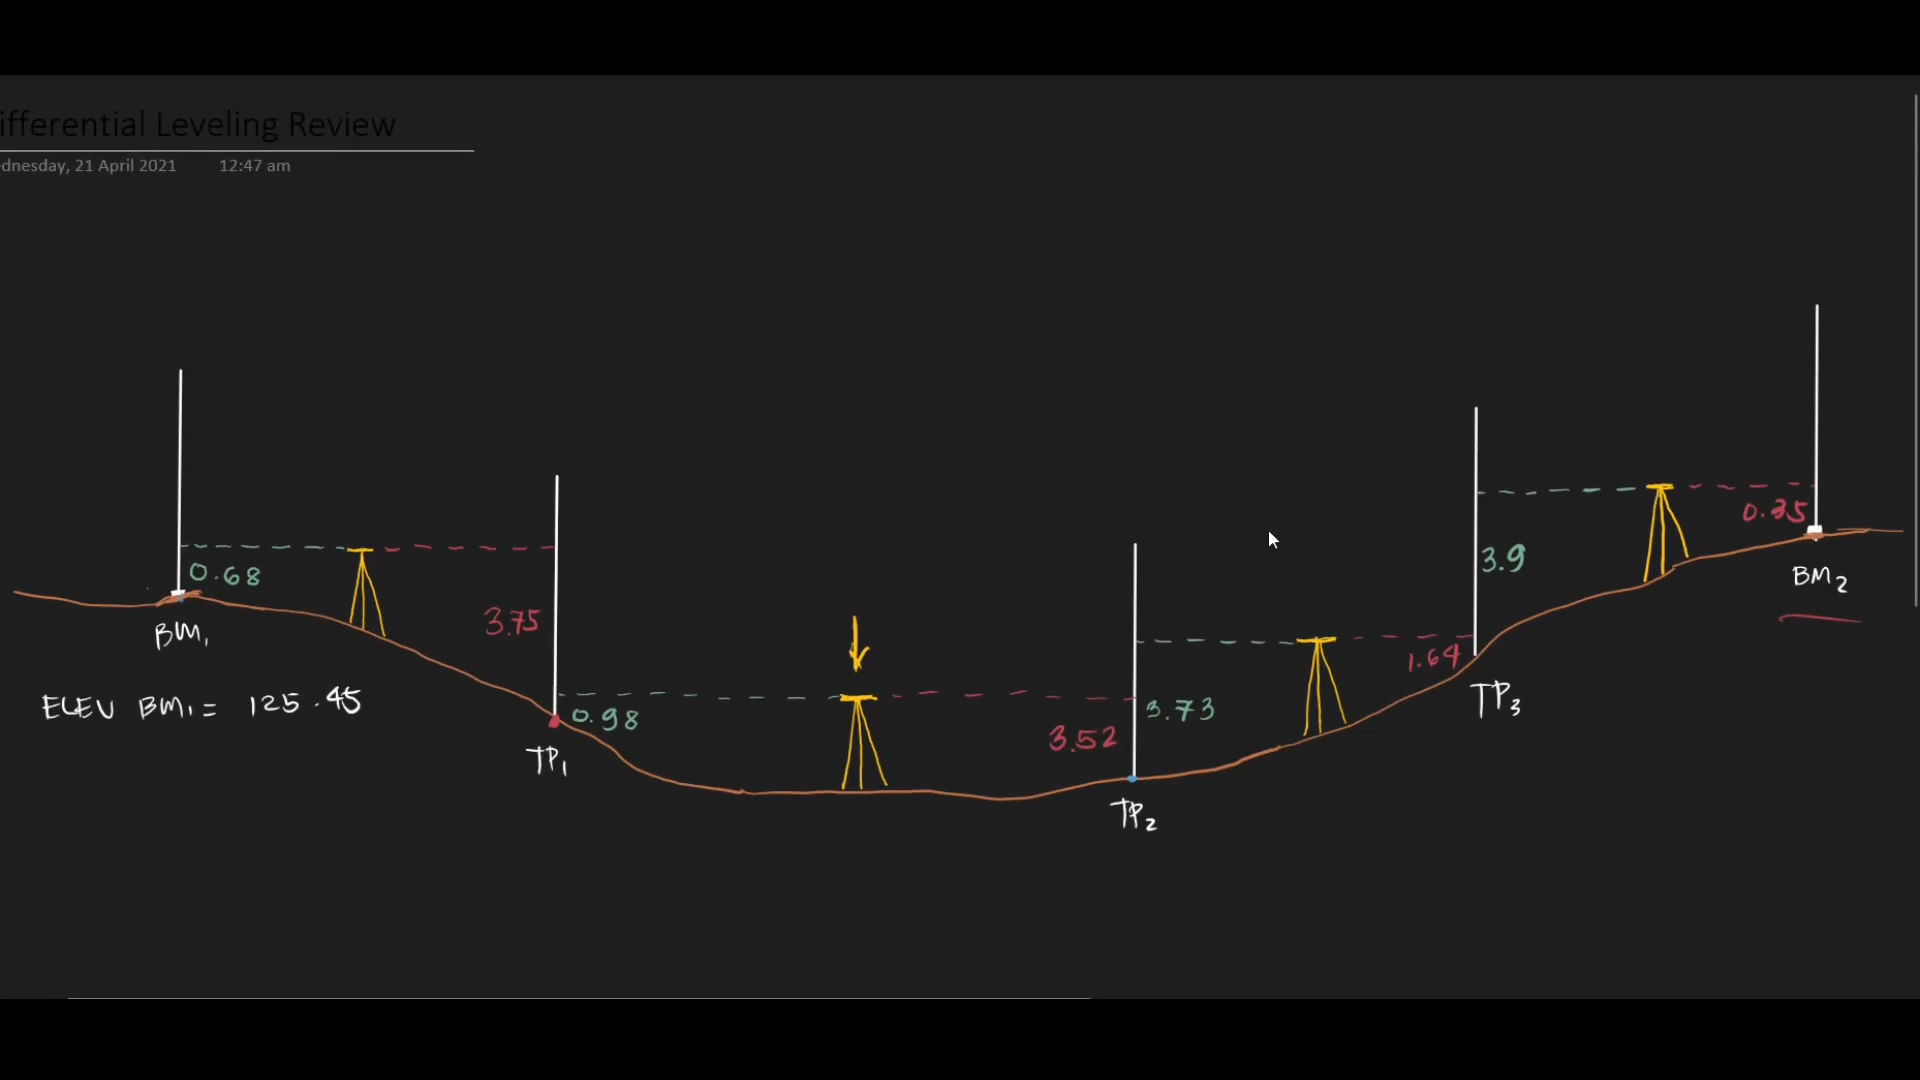 ifferential Leveling Review
dnesday, 21 April 2021 12:47 am
0.68
BM1
ELEV BM1 = 125.45
3.75
0.98
TP1
3.52
3.73
TP2
1.64
TP3
3.9
0.35
BM2